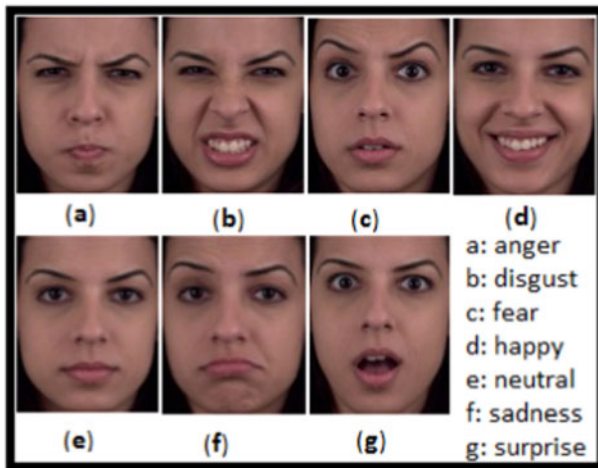 (a) (b) (c) (d)
(e) (f) (g)
a: anger
b: disgust
c: fear
d: happy
e: neutral
f: sadness
g: surprise